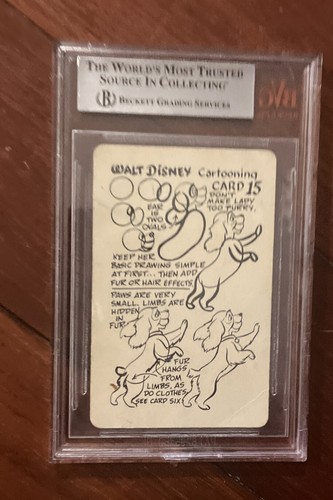 THE WORLD'S MOST TRUSTED
SOURCE IN COLLECTING
B BECKETT GRADING SERVICES
WALT DISNEY Cartooning
CARD 15
DON'T
MAKE LADY
TOO FURRY.
EAR
IS
TWO
OVALS
KEEP HER
BASIC DRAWING SIMPLE
AT FIRST... THEN ADD
FUR OR HAIR EFFECTS.
PAWS ARE VERY
SMALL. LIMBS ARE
HIDDEN
IN
FUR
FUR
HANGS
FROM
LIMBS, AS
DO CLOTHES
SEE CARD SIX